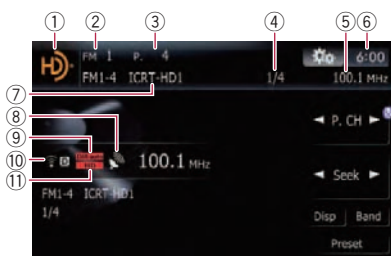 ① ② ③ ④ ⑤ ⑥
HD FM 1 P. 4 6:00
FM1-4 ICRT-HD1 1/4 100.1 MHz
⑦
⑧
◄ P. CH ►
⑨
⑩ 100.1 MHz
⑪
◄ Seek ►
FM1-4 ICRT-HD1
1/4
Disp Band
Preset